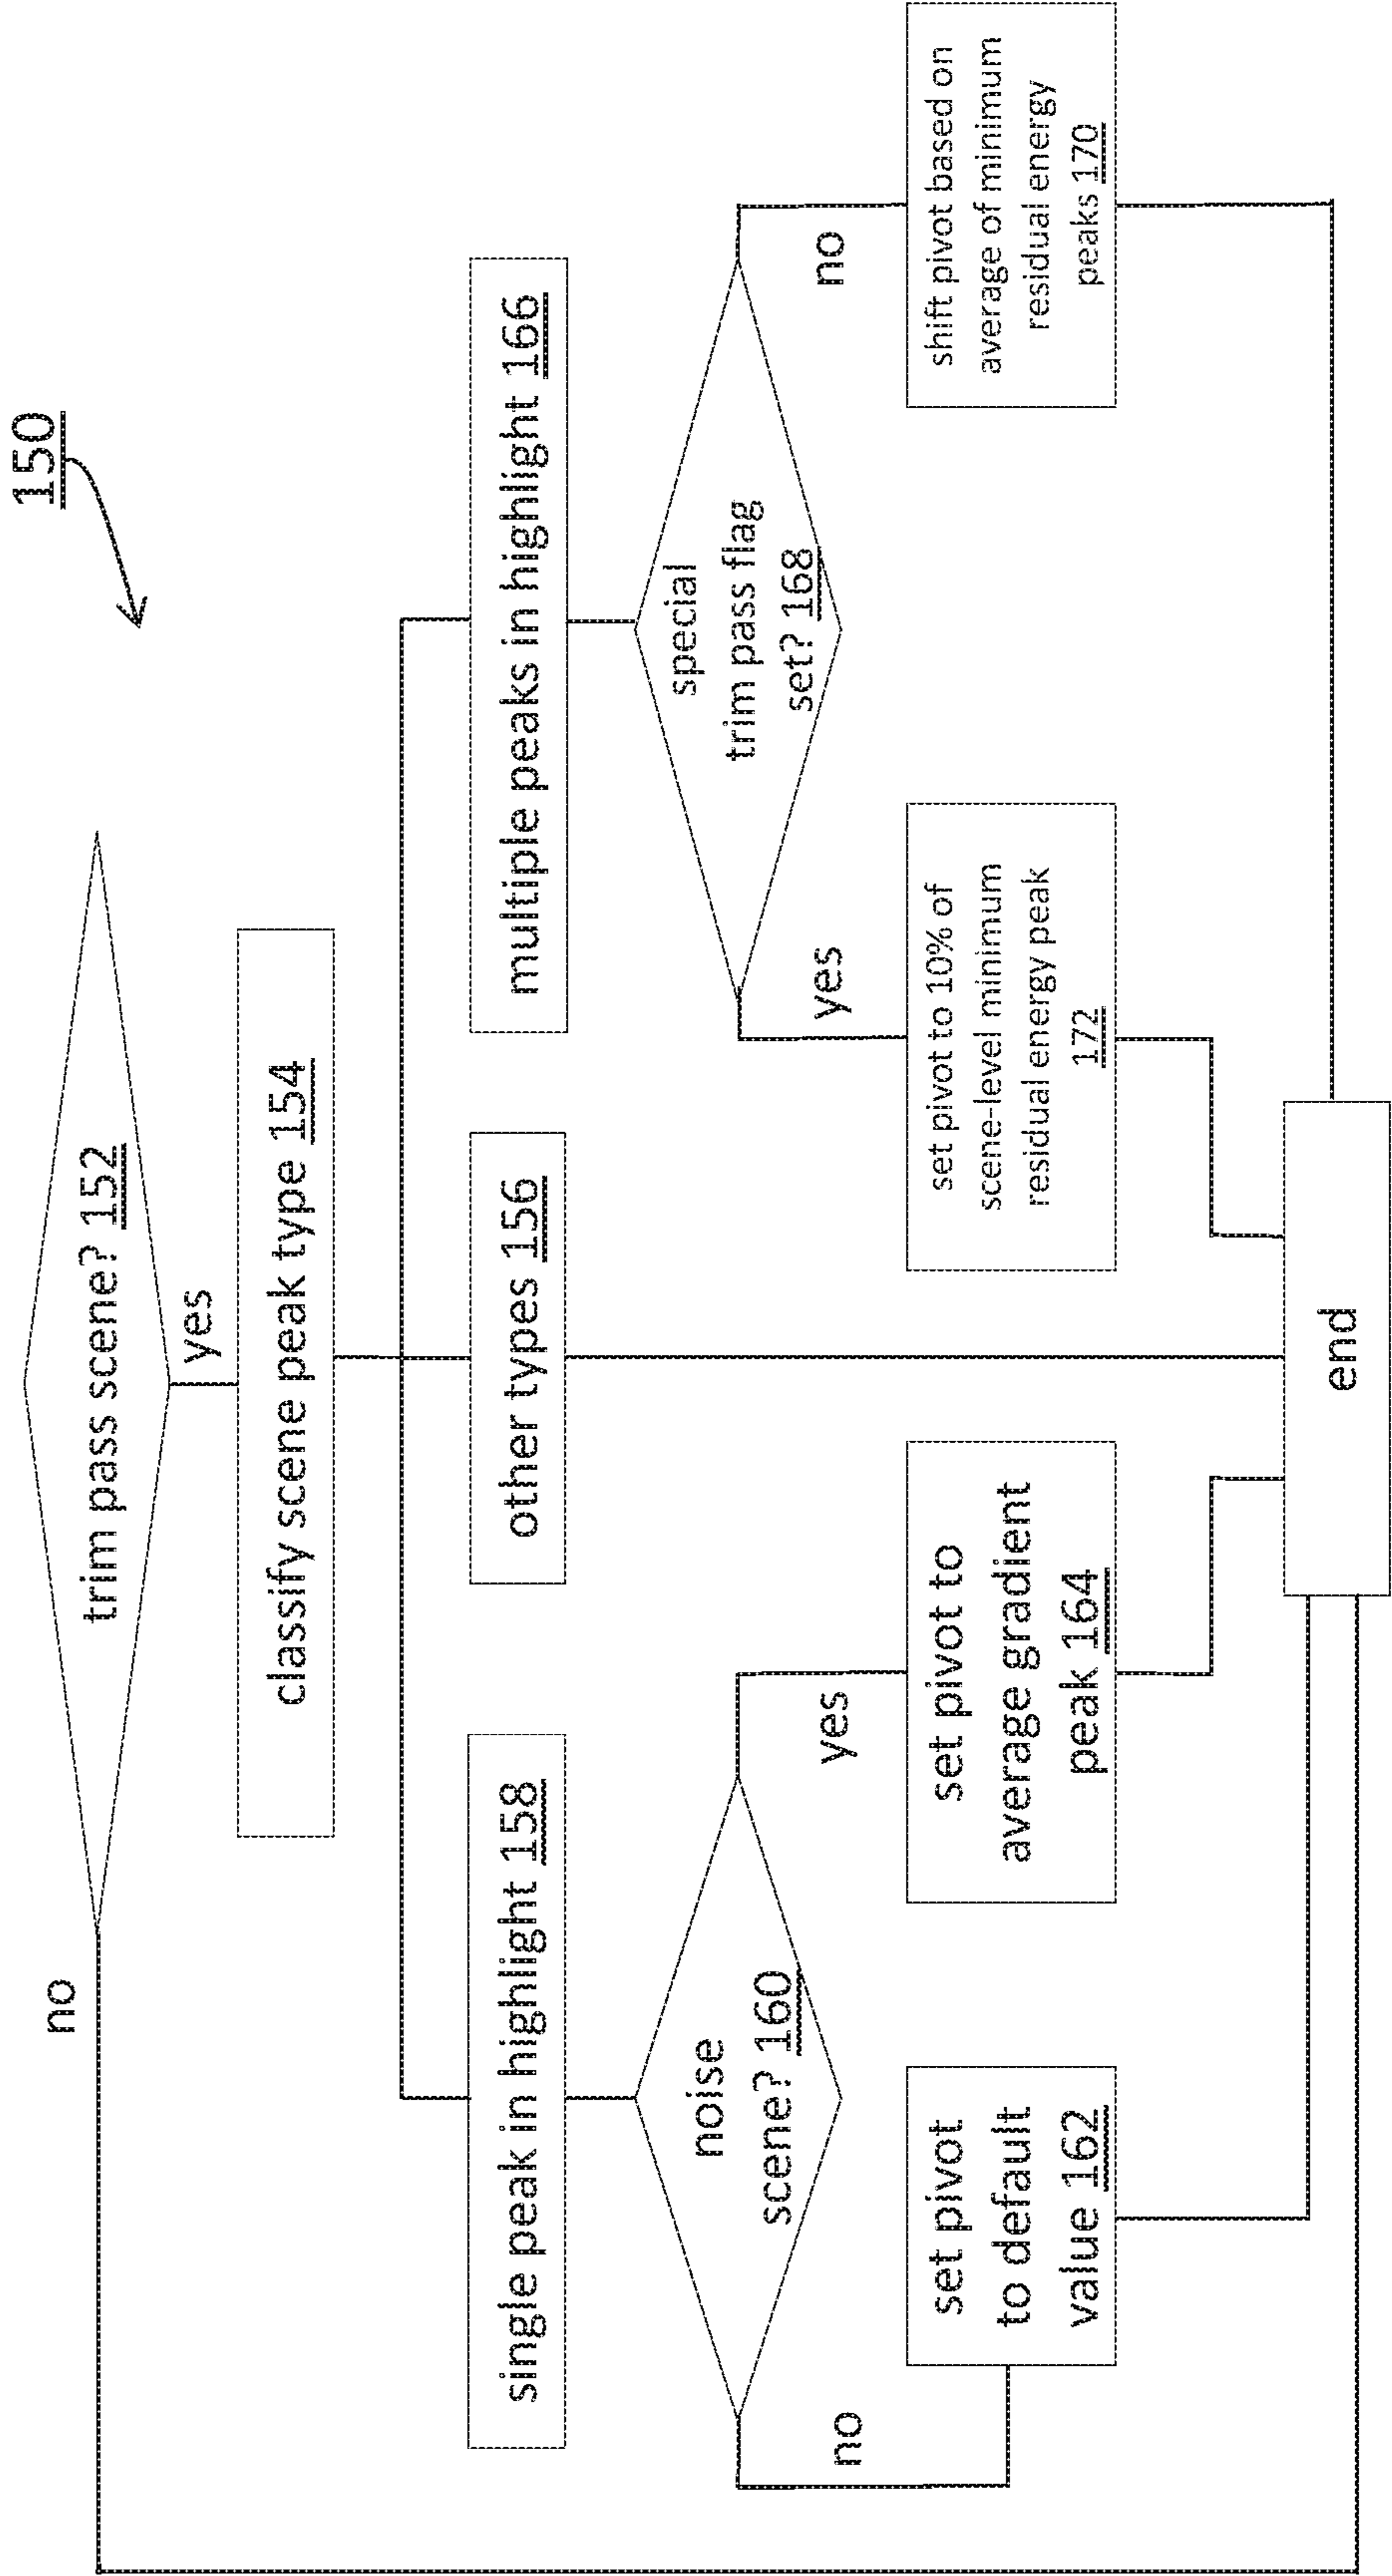 150
trim pass scene? 152
no
yes
classify scene peak type 154
single peak in highlight 158
other types 156
multiple peaks in highlight 166
noise
scene? 160
special
trim pass flag
set? 168
no
yes
yes
no
set pivot
to default
value 162
set pivot to
average gradient
peak 164
set pivot to 10% of
scene-level minimum
residual energy peak
172
shift pivot based on
average of minimum
residual energy
peaks 170
end